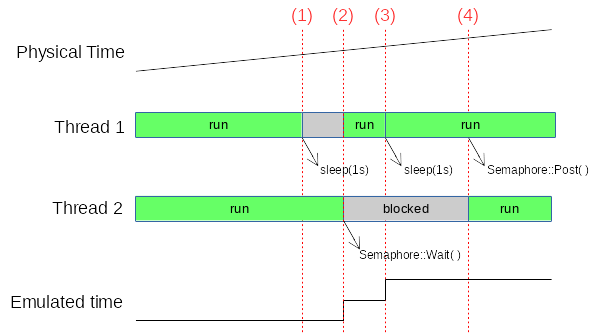 (1) (2) (3) (4)
Physical Time
Thread 1 run run run
sleep(1s) sleep(1s) Semaphore::Post( )
Thread 2 run blocked run
Semaphore::Wait( )
Emulated time